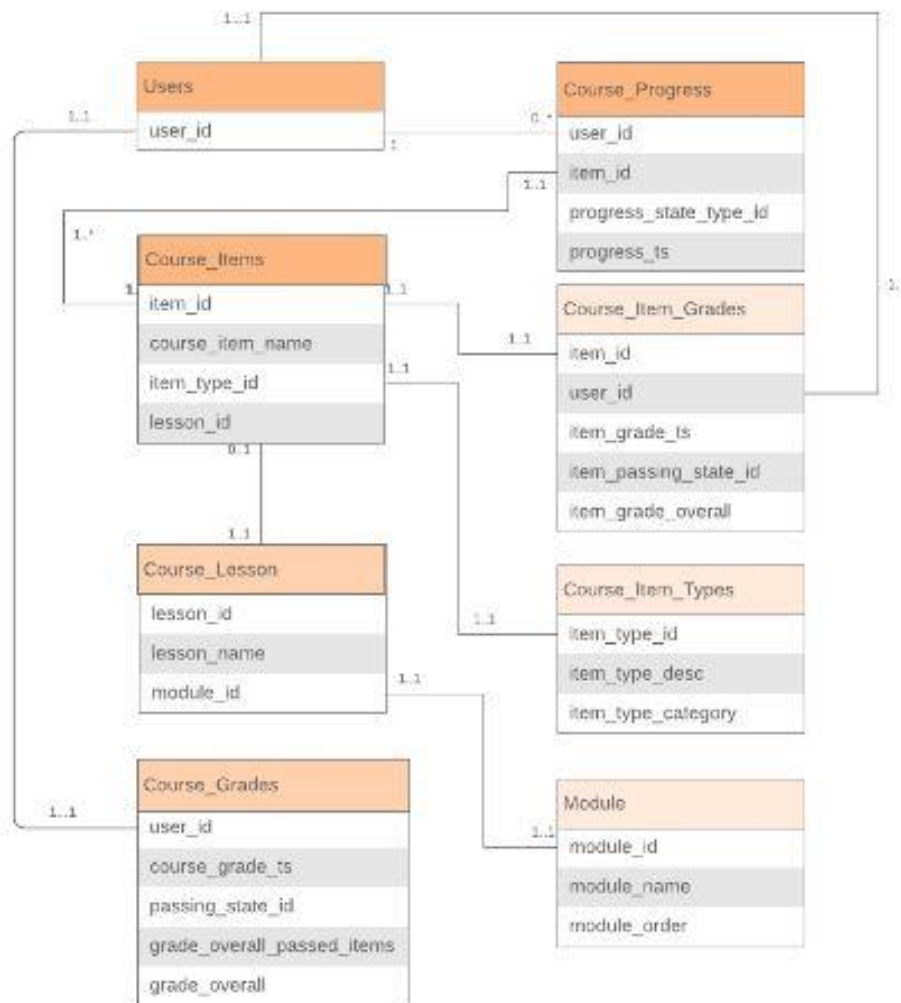 1..1
Users
user_id
1..1
1
0..*
Course_Progress
user_id
item_id
progress_state_type_id
progress_ts
1..1
1..*
Course_Items
item_id
course_item_name
item_type_id
lesson_id
1.
1..1
1..1
1..1
0..1
Course_Item_Grades
item_id
user_id
item_grade_ts
item_passing_state_id
item_grade_overall
1.
1..1
Course_Lesson
lesson_id
lesson_name
module_id
1..1
1..1
Course_Item_Types
item_type_id
item_type_desc
item_type_category
1..1
Course_Grades
user_id
course_grade_ts
passing_state_id
grade_overall_passed_items
grade_overall
1..1
Module
module_id
module_name
module_order